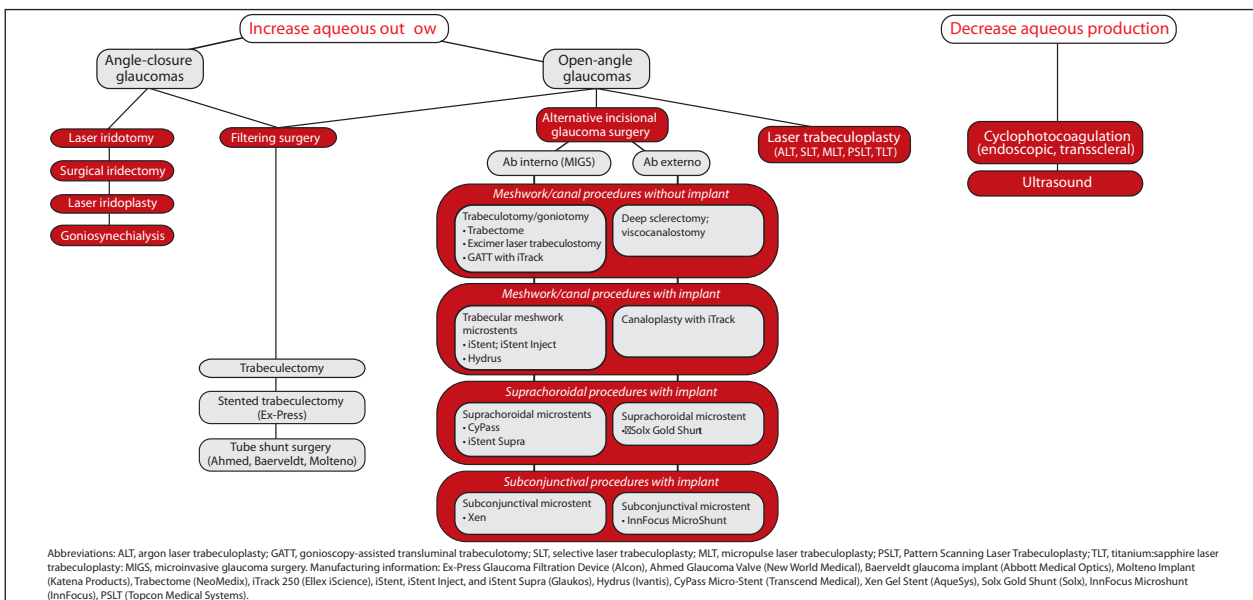 Increase aqueous out ow
Decrease aqueous production
Angle-closure
glaucomas
Open-angle
glaucomas
Laser iridotomy
Surgical iridectomy
Laser iridoplasty
Goniosynechialysis
Filtering surgery
Alternative incisional
glaucoma surgery
Laser trabeculoplasty
(ALT, SLT, MLT, PSLT, TLT)
Cyclophotocoagulation
(endoscopic, transscleral)
Ultrasound
Ab interno (MIGS)
Ab externo
Meshwork/canal procedures without implant
Trabeculotomy/goniotomy
• Trabectome
• Excimer laser trabeculostomy
• GATT with iTrack
Deep sclerectomy;
viscocanalostomy
Meshwork/canal procedures with implant
Trabecular meshwork
microstents
• iStent; iStent Inject
• Hydrus
Canaloplasty with iTrack
Trabeculectomy
Stented trabeculectomy
(Ex-Press)
Tube shunt surgery
(Ahmed, Baerveldt, Molteno)
Suprachoroidal procedures with implant
Suprachoroidal microstents
• CyPass
• iStent Supra
Suprachoroidal microstent
• Solx Gold Shunt
Subconjunctival procedures with implant
Subconjunctival microstent
• Xen
Subconjunctival microstent
• InnFocus MicroShunt
Abbreviations: ALT, argon laser trabeculoplasty; GATT, gonioscopy-assisted transluminal trabeculotomy; SLT, selective laser trabeculoplasty; MLT, micropulse laser trabeculoplasty; PSLT, Pattern Scanning Laser Trabeculoplasty; TLT, titanium:sapphire laser
trabeculoplasty: MIGS, microinvasive glaucoma surgery. Manufacturing information: Ex-Press Glaucoma Filtration Device (Alcon), Ahmed Glaucoma Valve (New World Medical), Baerveldt glaucoma implant (Abbott Medical Optics), Molteno Implant
(Katena Products), Trabectome (NeoMedix), iTrack 250 (Ellex iScience), iStent, iStent Inject, and iStent Supra (Glaukos), Hydrus (Ivantis), CyPass Micro-Stent (Transcend Medical), Xen Gel Stent (AqueSys), Solx Gold Shunt (Solx), InnFocus Microshunt
(InnFocus), PSLT (Topcon Medical Systems).